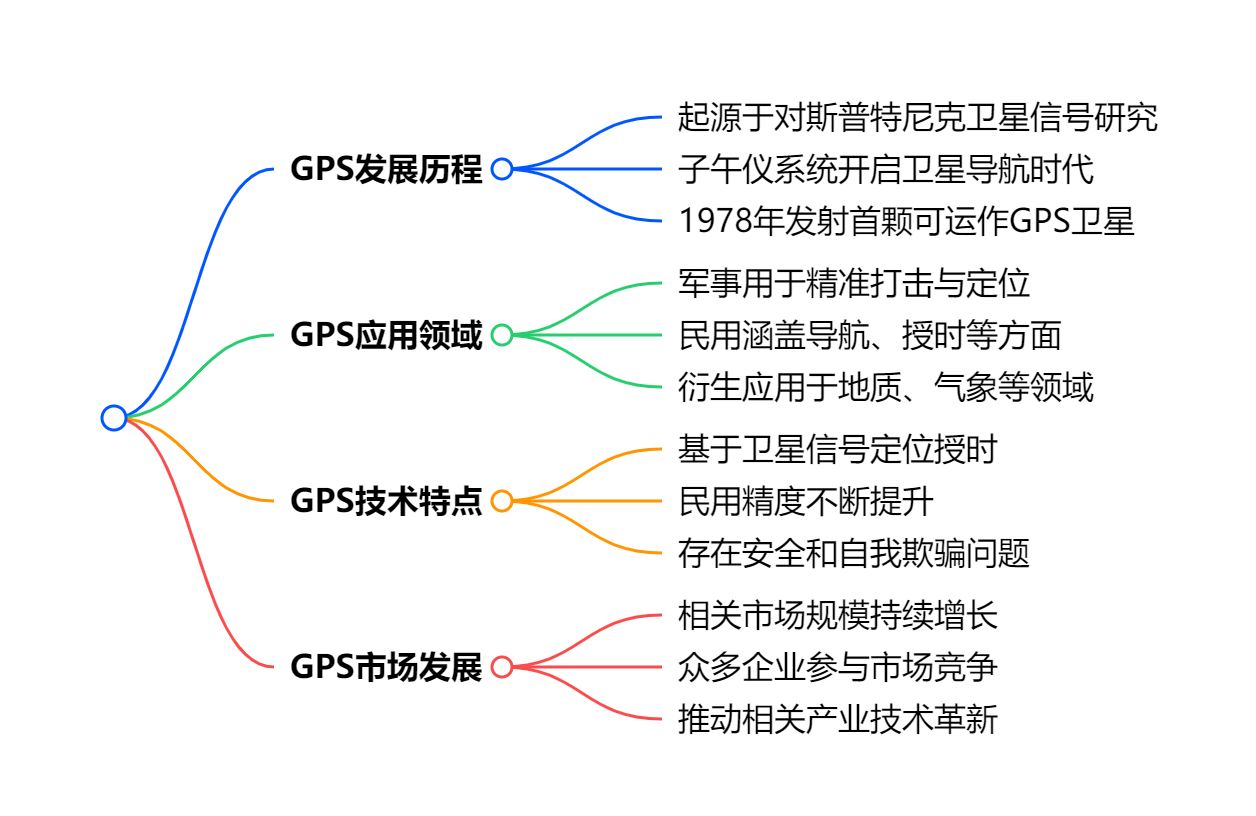 GPS发展历程
起源于对斯普特尼克卫星信号研究
子午仪系统开启卫星导航时代
1978年发射首颗可运作GPS卫星
GPS应用领域
军事用于精准打击与定位
民用涵盖导航、授时等方面
衍生应用于地质、气象等领域
GPS技术特点
基于卫星信号定位授时
民用精度不断提升
存在安全和自我欺骗问题
GPS市场发展
相关市场规模持续增长
众多企业参与市场竞争
推动相关产业技术革新